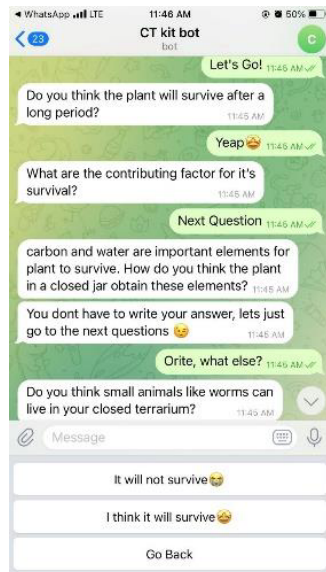 ◄ WhatsApp LTE 11:46 AM 50%
23
CT kit bot
bot
C
Let's Go! 11:45 AM
Do you think the plant will survive after a
long period? 11:45 AM
Yeap🤩 11:45 AM
What are the contributing factor for it's
survival? 11:45 AM
Next Question 11:45 AM
carbon and water are important elements for
plant to survive. How do you think the plant
in a closed jar obtain these elements? 11:45 AM
You dont have to write your answer, lets just
go to the next questions 😉 11:45 AM
Orite, what else? 11:45 AM
Do you think small animals like worms can
live in your closed terrarium? 11:45 AM
Message
It will not survive😭
I think it will survive🤩
Go Back